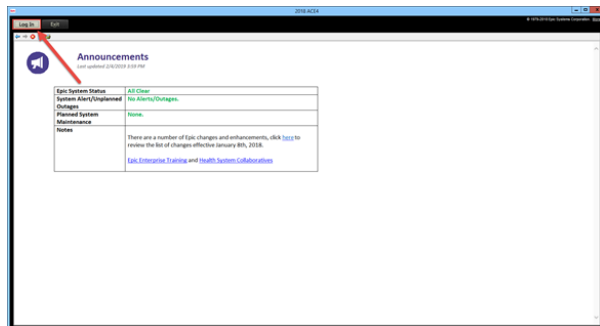 2018 ACE4
Log In Exit
Announcements
Last updated 2/4/2019 3:59 PM
Epic System Status All Clear
System Alert/Unplanned No Alerts/Outages.
Outages
Planned System None.
Maintenance
Notes
There are a number of Epic changes and enhancements, click here to
review the list of changes effective January 8th, 2018.
Epic Enterprise Training and Health System Collaboratives